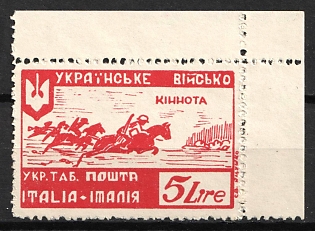 УКРАЇНСЬКЕ ВІЙСЬКО
КІННОТА
УКР. ТАБ. ПОШТА
ITALIA · ІТАЛІЯ
5 Lire